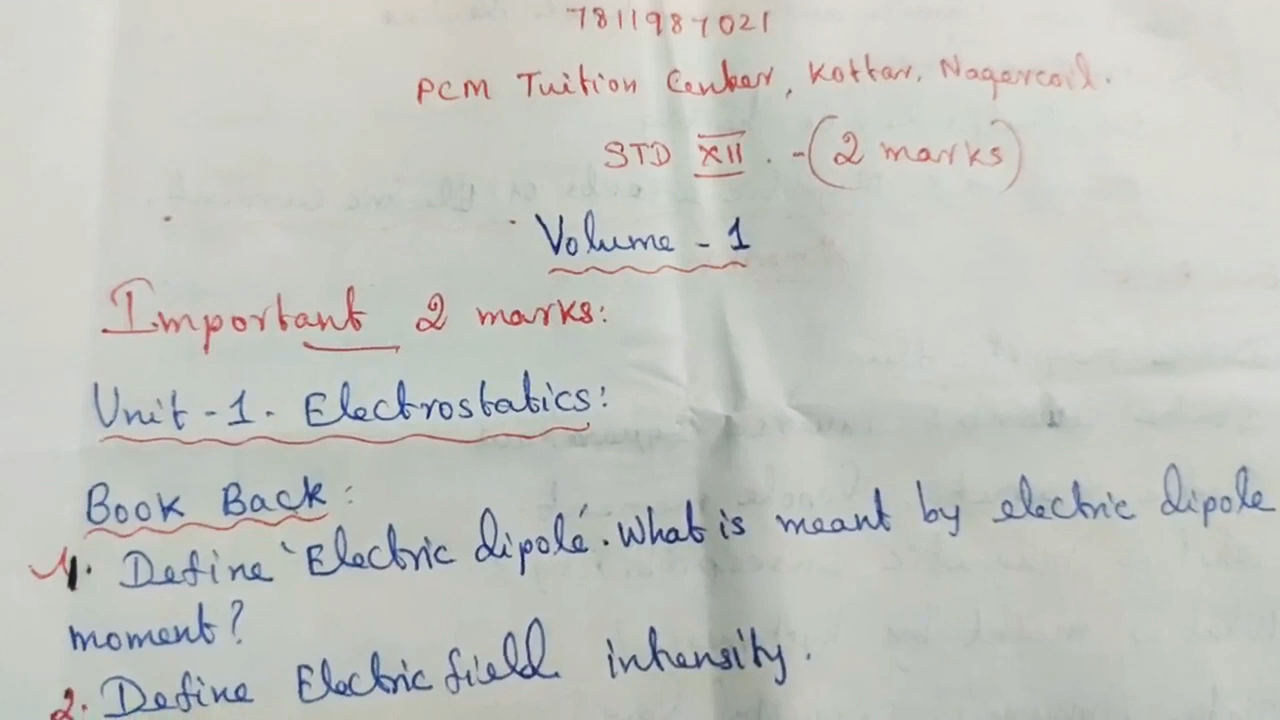 7811987021
PCM Tuition Center, Kottar, Nagercoil.
STD XII. - (2 marks)
Volume - 1
Important 2 marks:
Unit - 1. Electrostatics:
Book Back:
1. Define 'Electric dipole'. What is meant by electric dipole
moment?
2. Define Electric field intensity.